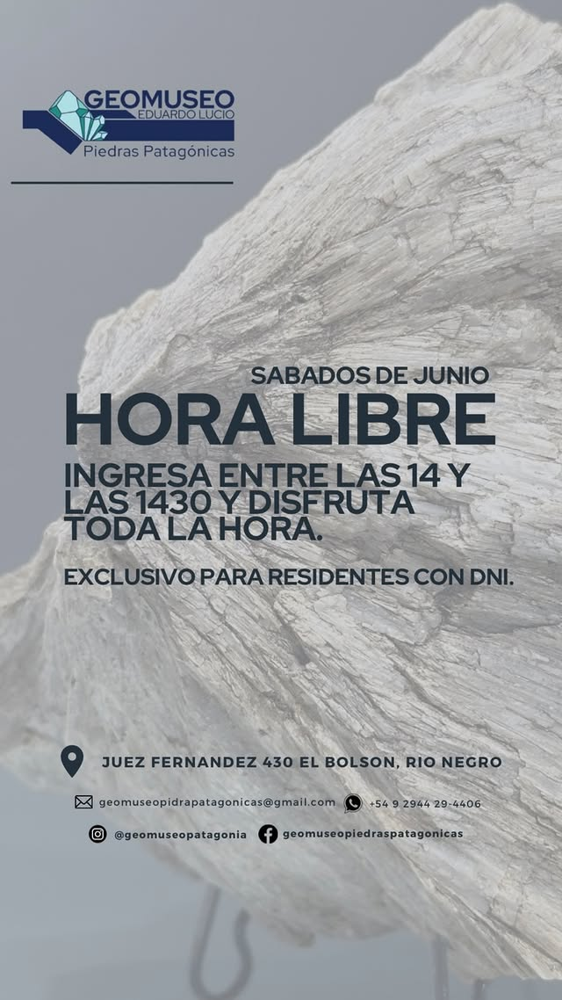 GEOMUSEO
EDUARDO LUCIO
Piedras Patagónicas
SABADOS DE JUNIO
HORA LIBRE
INGRESA ENTRE LAS 14 Y
LAS 1430 Y DISFRUTA
TODA LA HORA.
EXCLUSIVO PARA RESIDENTES CON DNI.
JUEZ FERNANDEZ 430 EL BOLSON, RIO NEGRO
geomuseopidrapatagonicas@gmail.com +54 9 2944 29-4406
@geomuseopatagonia geomuseopiedraspatagonicas